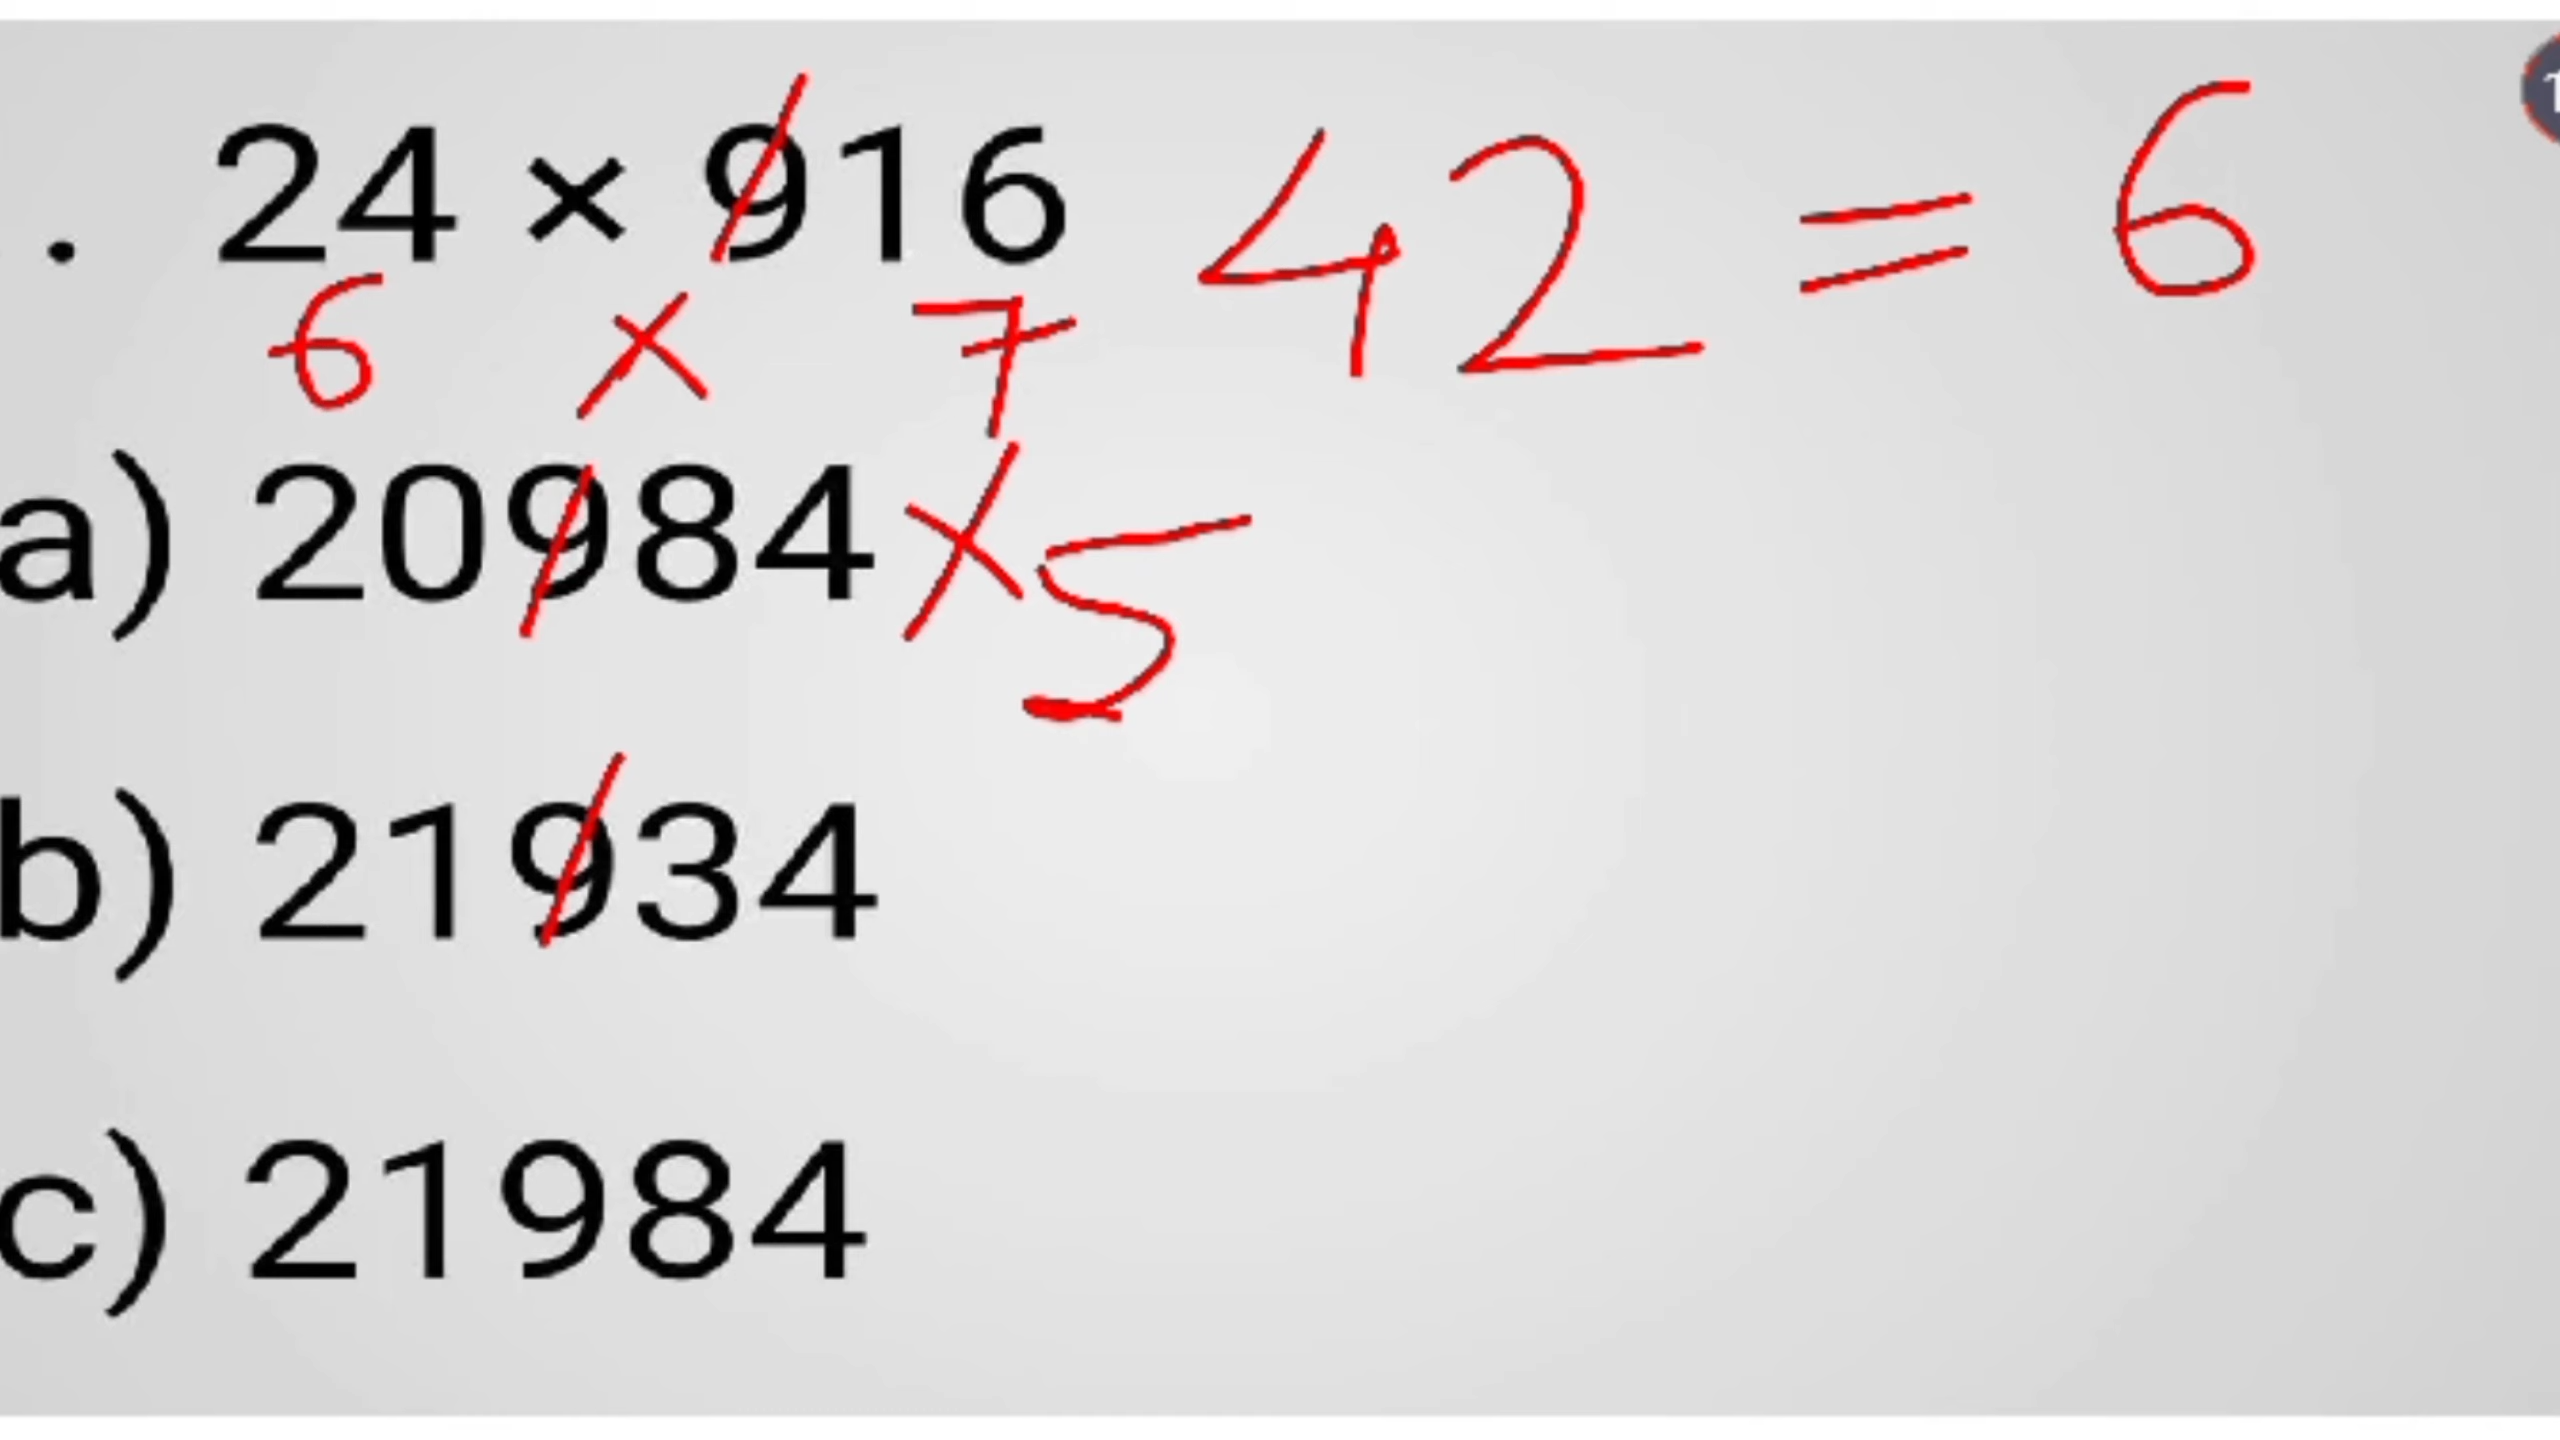 . 24 × 916 42 = 6
6 × 7
a) 20984 × 5
b) 21934
c) 21984